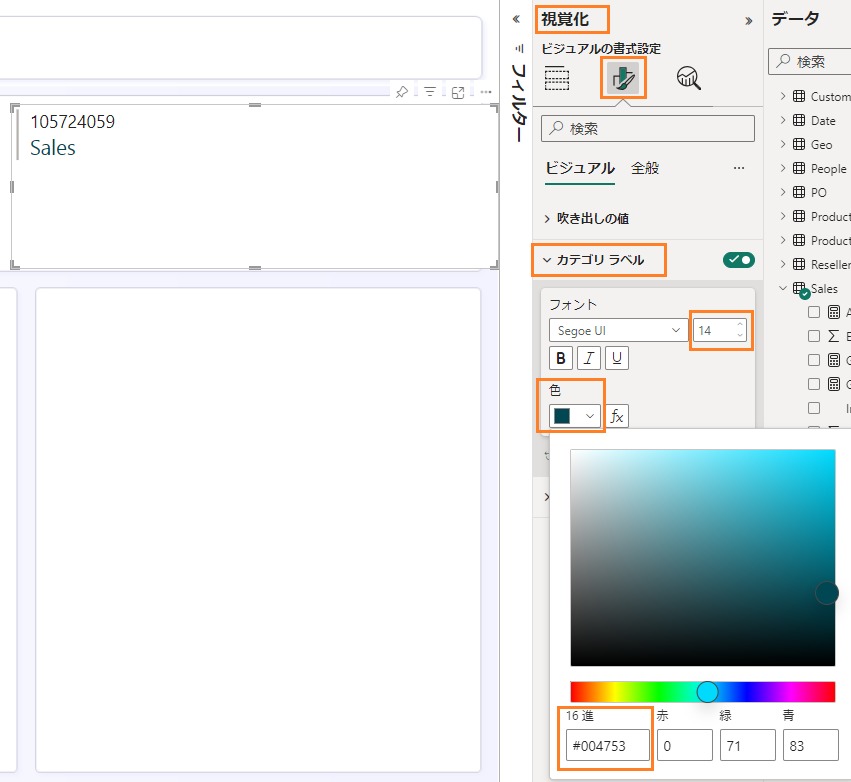 105724059
Sales
フィルター
視覚化
ビジュアルの書式設定
検索
ビジュアル 全般
吹き出しの値
カテゴリ ラベル
フォント
Segoe UI 14
B I U
色
fx
16 進 赤 緑 青
#004753 0 71 83
データ
検索
Custom
Date
Geo
People
PO
Product
Product
Reseller
Sales